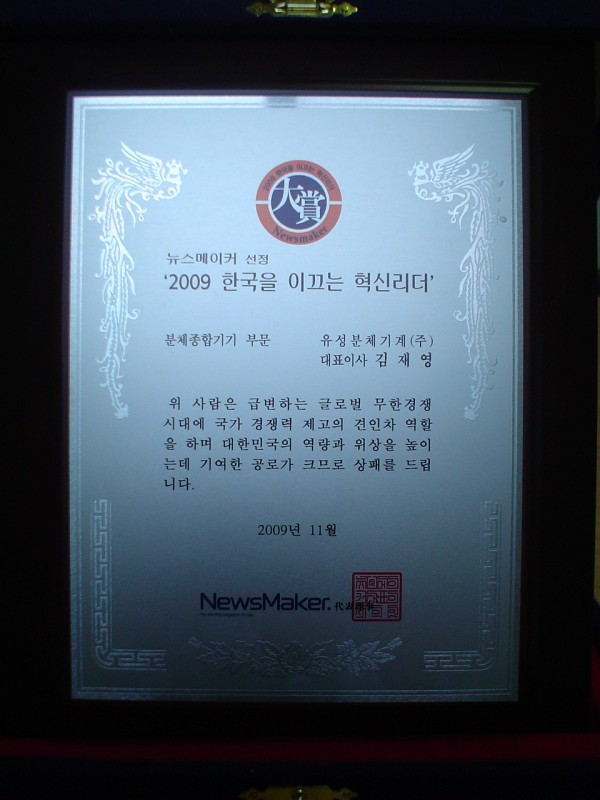 大賞
Newsmaker
뉴스메이커 선정
‘2009 한국을 이끄는 혁신리더’
분체종합기기 부문
유성분체기계(주)
대표이사 김재영
위 사람은 급변하는 글로벌 무한경쟁
시대에 국가 경쟁력 제고의 견인차 역할
을 하며 대한민국의 역량과 위상을 높이
는데 기여한 공로가 크므로 상패를 드립
니다.
2009년 11월
NewsMaker. 代表理事